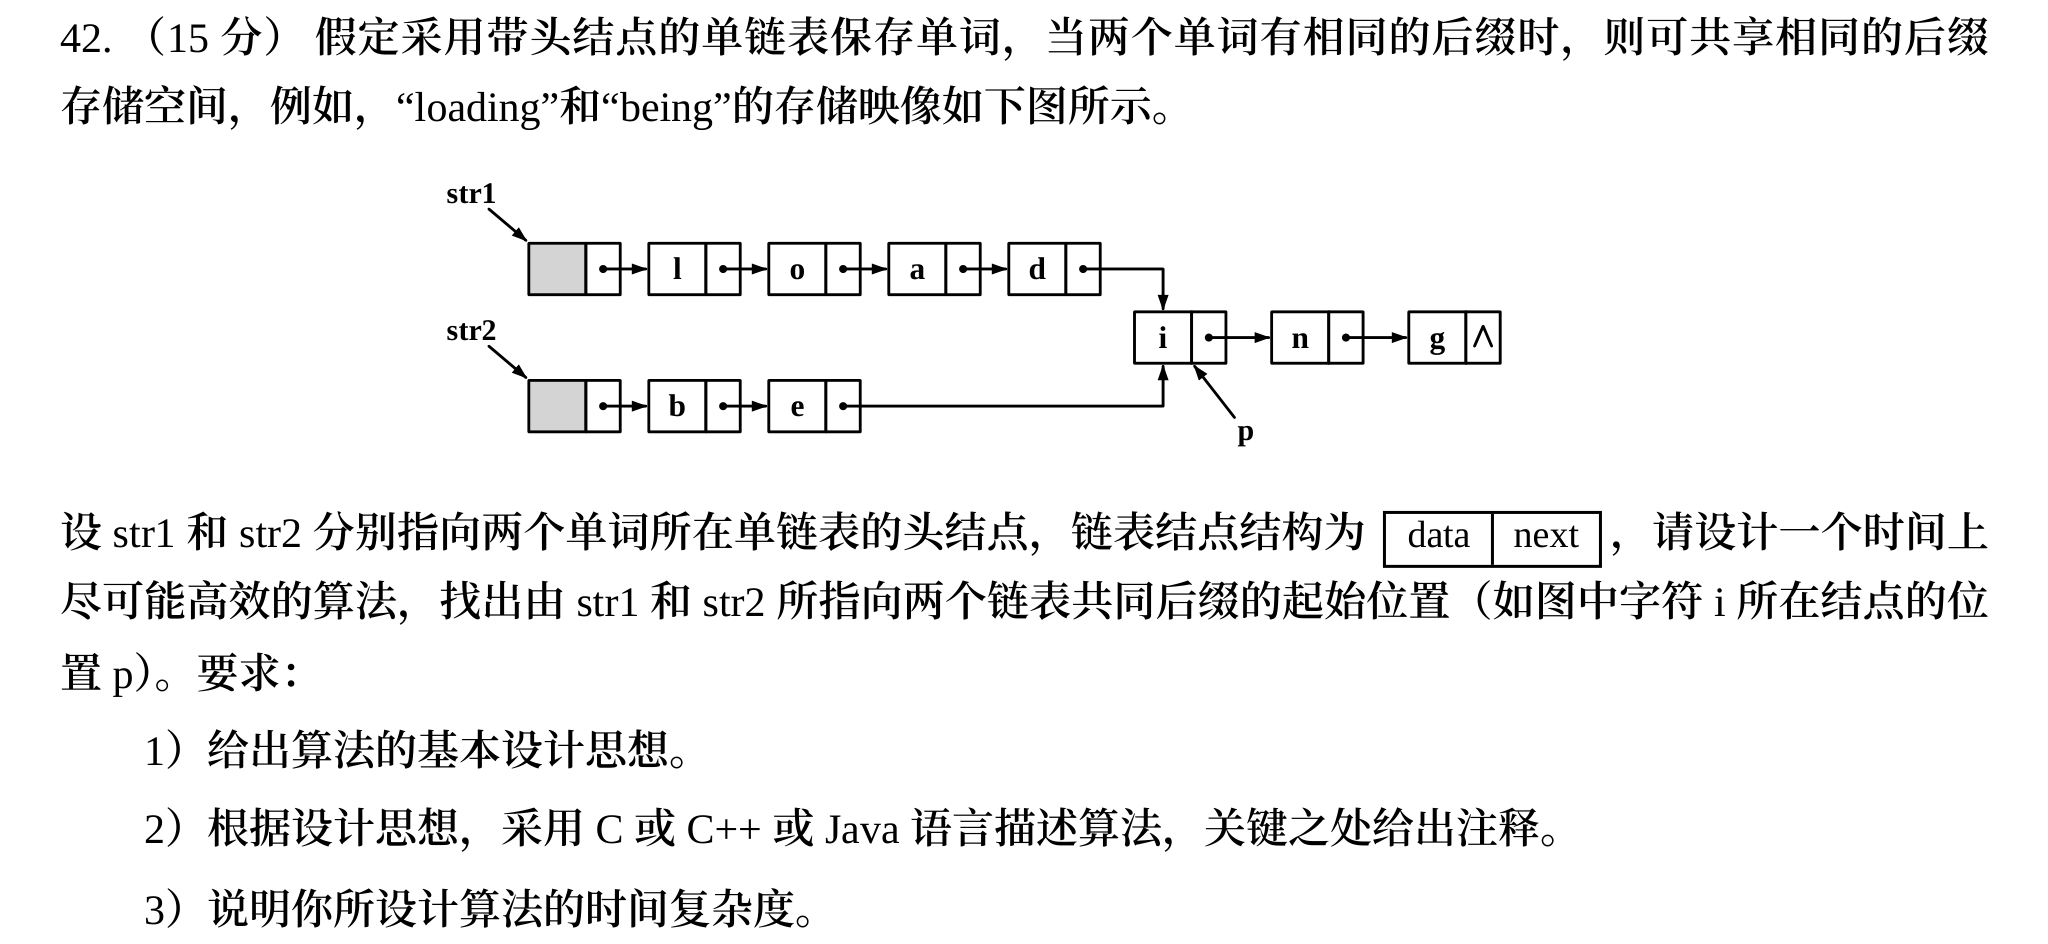 42. （15 分） 假定采用带头结点的单链表保存单词，当两个单词有相同的后缀时，则可共享相同的后缀
存储空间，例如，“loading”和“being”的存储映像如下图所示。
str1
l o a d
i n g ∧
str2
b e
p
设 str1 和 str2 分别指向两个单词所在单链表的头结点，链表结点结构为 data next ，请设计一个时间上
尽可能高效的算法，找出由 str1 和 str2 所指向两个链表共同后缀的起始位置（如图中字符 i 所在结点的位
置 p）。要求：
1）给出算法的基本设计思想。
2）根据设计思想，采用 C 或 C++ 或 Java 语言描述算法，关键之处给出注释。
3）说明你所设计算法的时间复杂度。